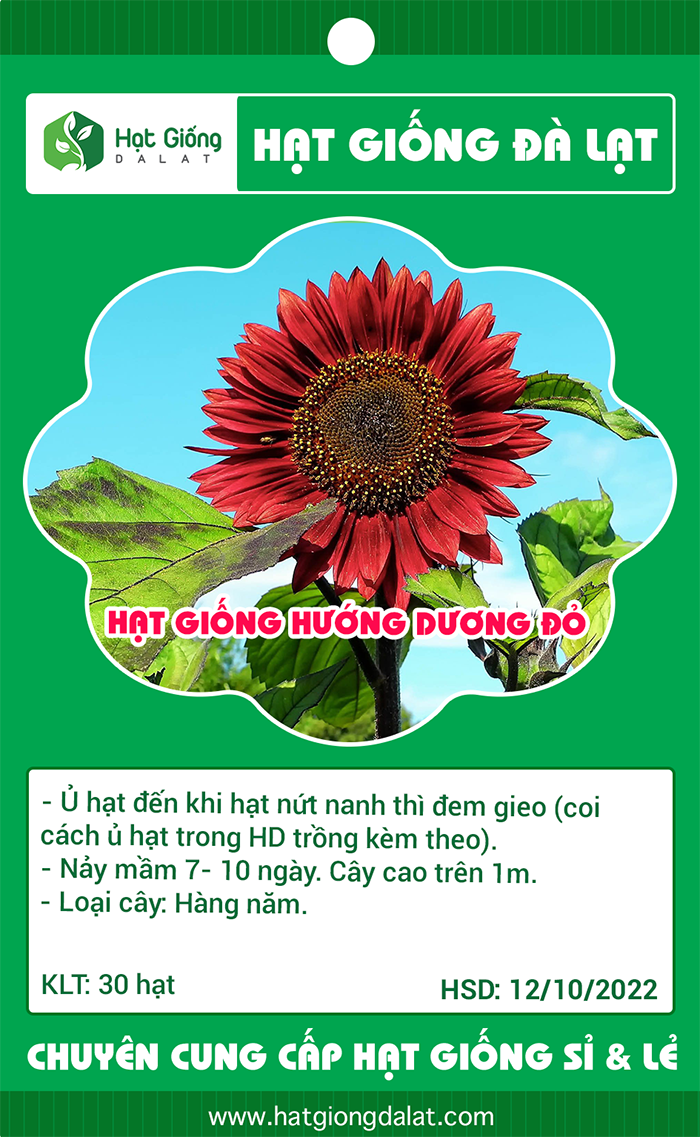 Hạt Giống
DALAT
HẠT GIỐNG ĐÀ LẠT
HẠT GIỐNG HƯỚNG DƯƠNG ĐỎ
- Ủ hạt đến khi hạt nứt nanh thì đem gieo (coi
cách ủ hạt trong HD trồng kèm theo).
- Nảy mầm 7- 10 ngày. Cây cao trên 1m.
- Loại cây: Hàng năm.
KLT: 30 hạt
HSD: 12/10/2022
CHUYÊN CUNG CẤP HẠT GIỐNG SỈ & LẺ
www.hatgiongdalat.com